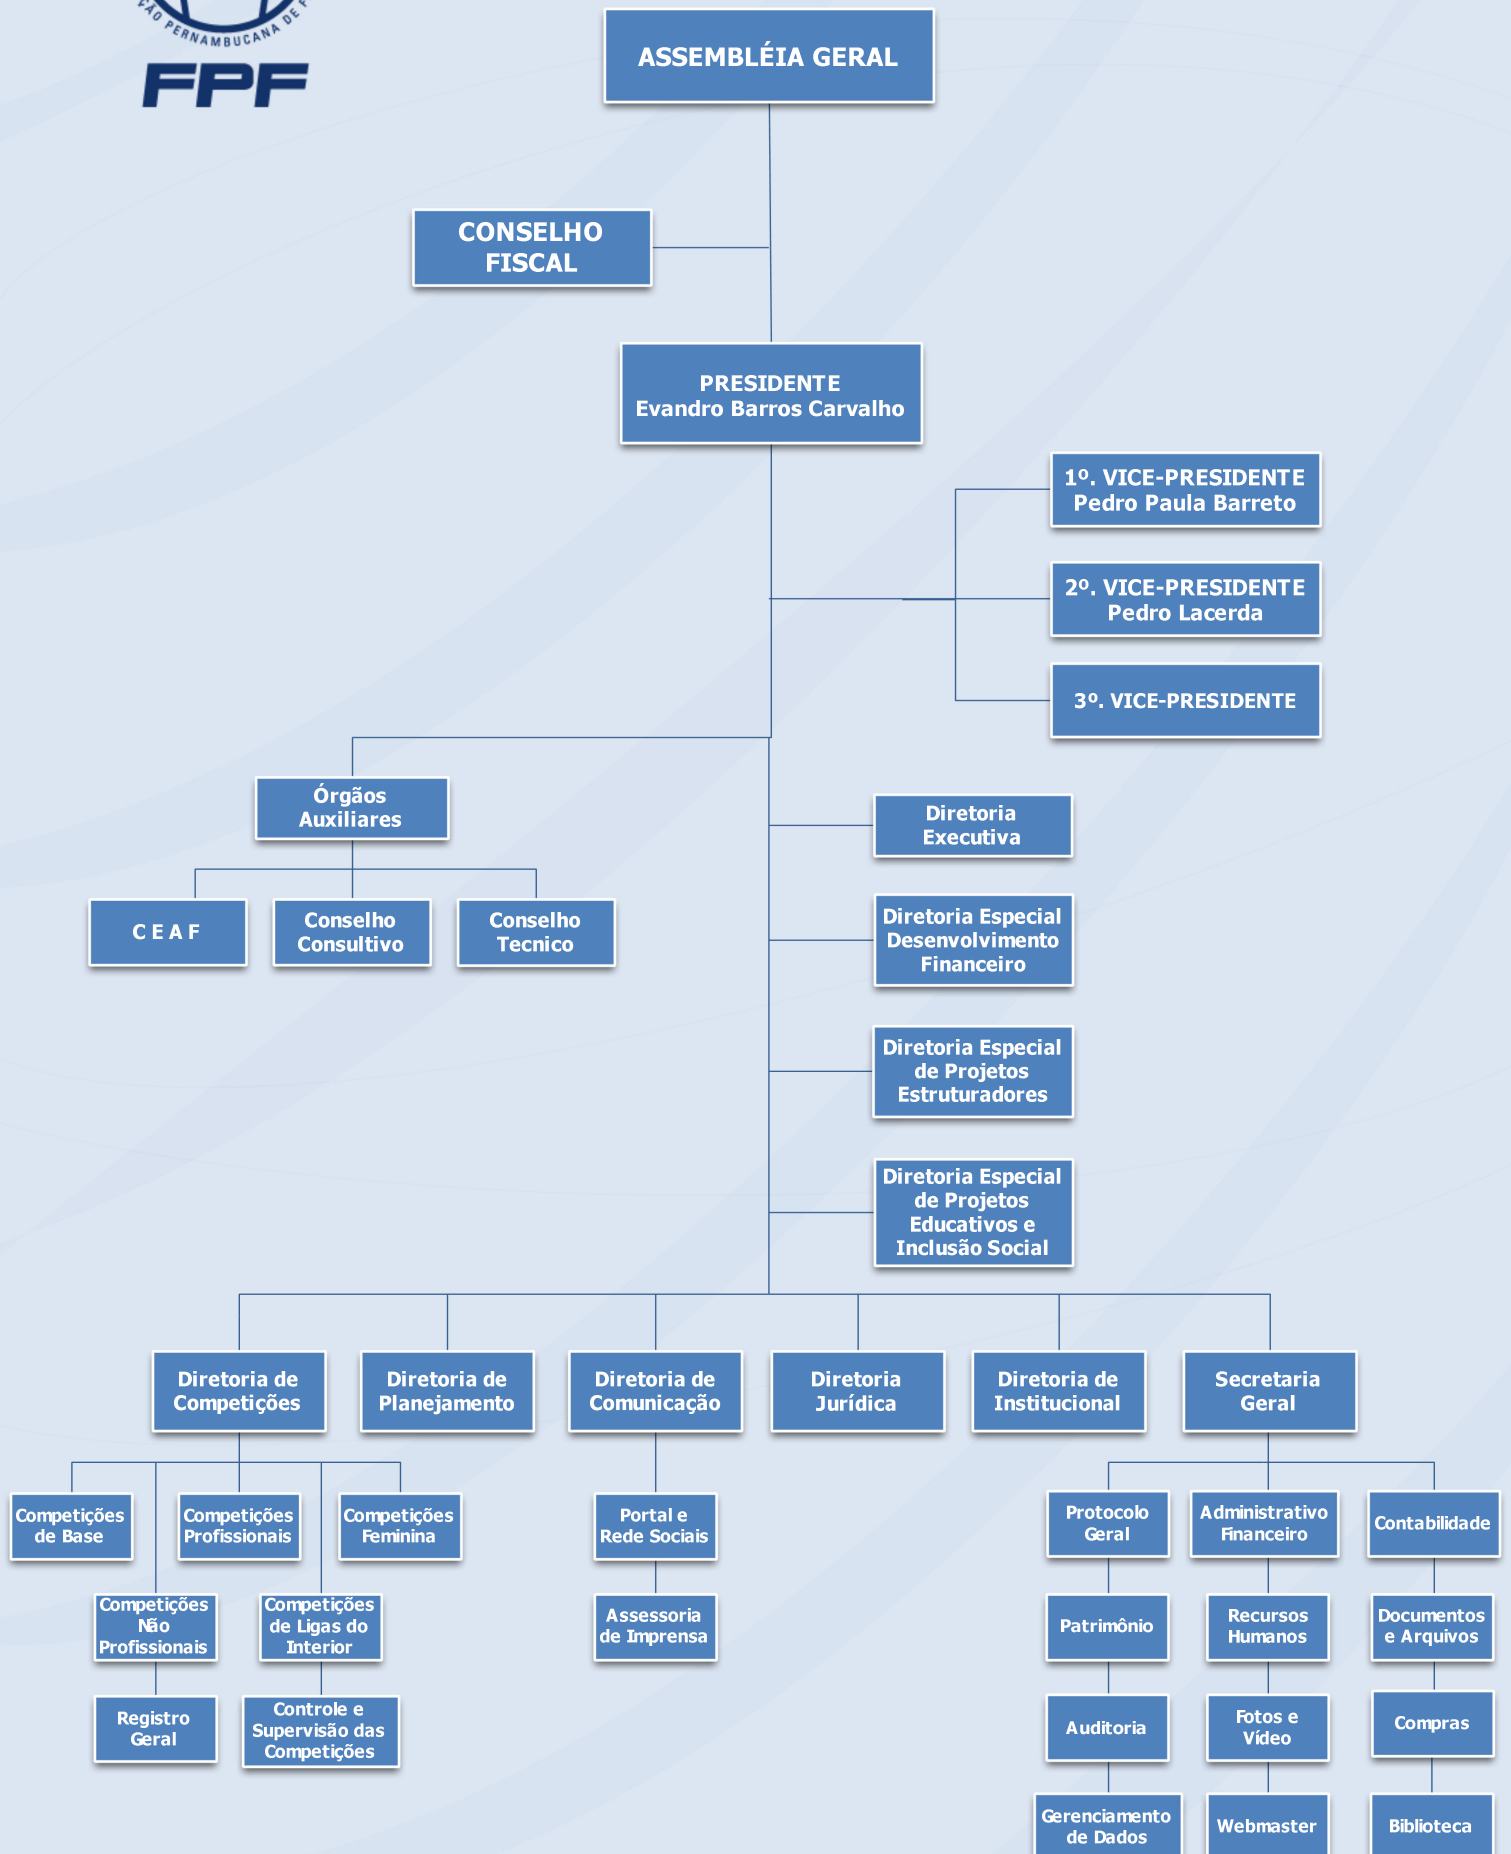 PERNAMBUCANA DE
FPF
ASSEMBLÉIA GERAL
CONSELHO
FISCAL
PRESIDENTE
Evandro Barros Carvalho
1º. VICE-PRESIDENTE
Pedro Paula Barreto
2º. VICE-PRESIDENTE
Pedro Lacerda
3º. VICE-PRESIDENTE
Órgãos
Auxiliares
C E A F
Conselho
Consultivo
Conselho
Tecnico
Diretoria
Executiva
Diretoria Especial
Desenvolvimento
Financeiro
Diretoria Especial
de Projetos
Estruturadores
Diretoria Especial
de Projetos
Educativos e
Inclusão Social
Diretoria de
Competições
Diretoria de
Planejamento
Diretoria de
Comunicação
Diretoria
Jurídica
Diretoria de
Institucional
Secretaria
Geral
Competições
de Base
Competições
Profissionais
Competições
Feminina
Portal e
Rede Sociais
Protocolo
Geral
Administrativo
Financeiro
Contabilidade
Competições
Não
Profissionais
Competições
de Ligas do
Interior
Assessoria
de Imprensa
Patrimônio
Recursos
Humanos
Documentos
e Arquivos
Registro
Geral
Controle e
Supervisão das
Competições
Auditoria
Fotos e
Vídeo
Compras
Gerenciamento
de Dados
Webmaster
Biblioteca